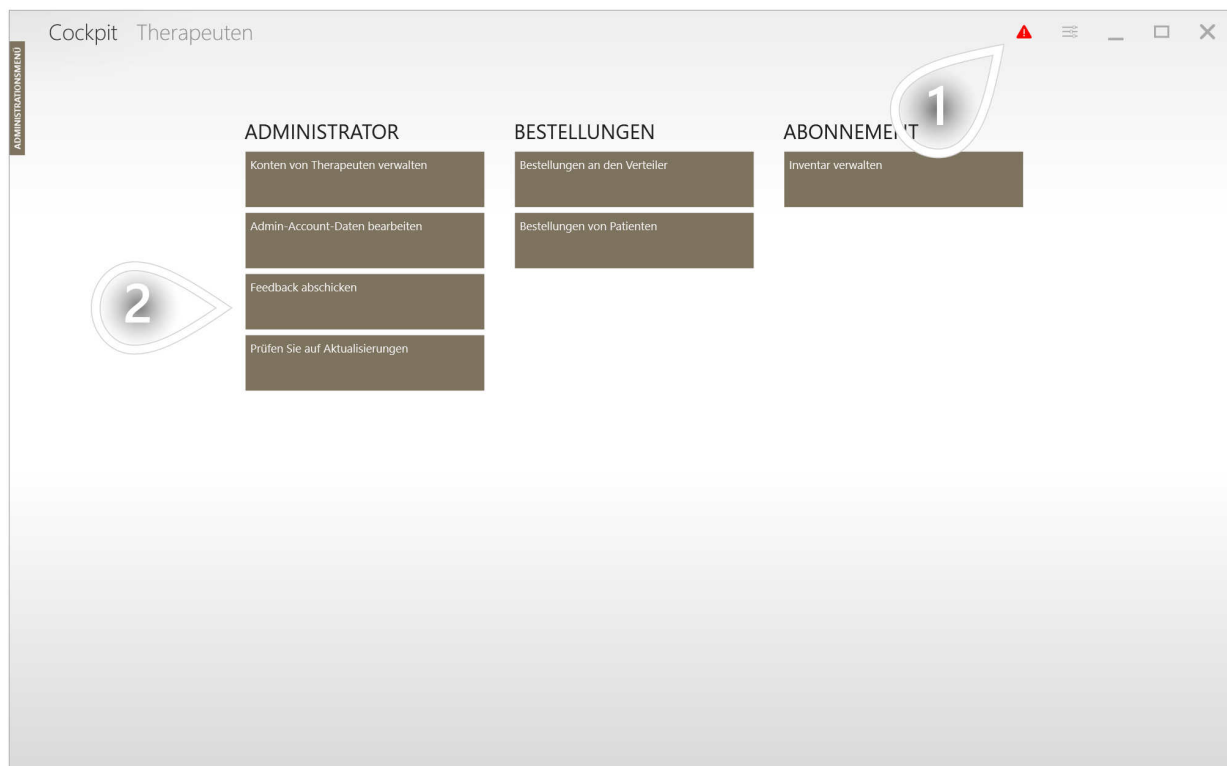 Cockpit Therapeuten
ADMINISTRATIONSMENÜ
1
ADMINISTRATOR
BESTELLUNGEN
ABONNEMENT
Konten von Therapeuten verwalten
Bestellungen an den Verteiler
Inventar verwalten
Admin-Account-Daten bearbeiten
Bestellungen von Patienten
2
Feedback abschicken
Prüfen Sie auf Aktualisierungen